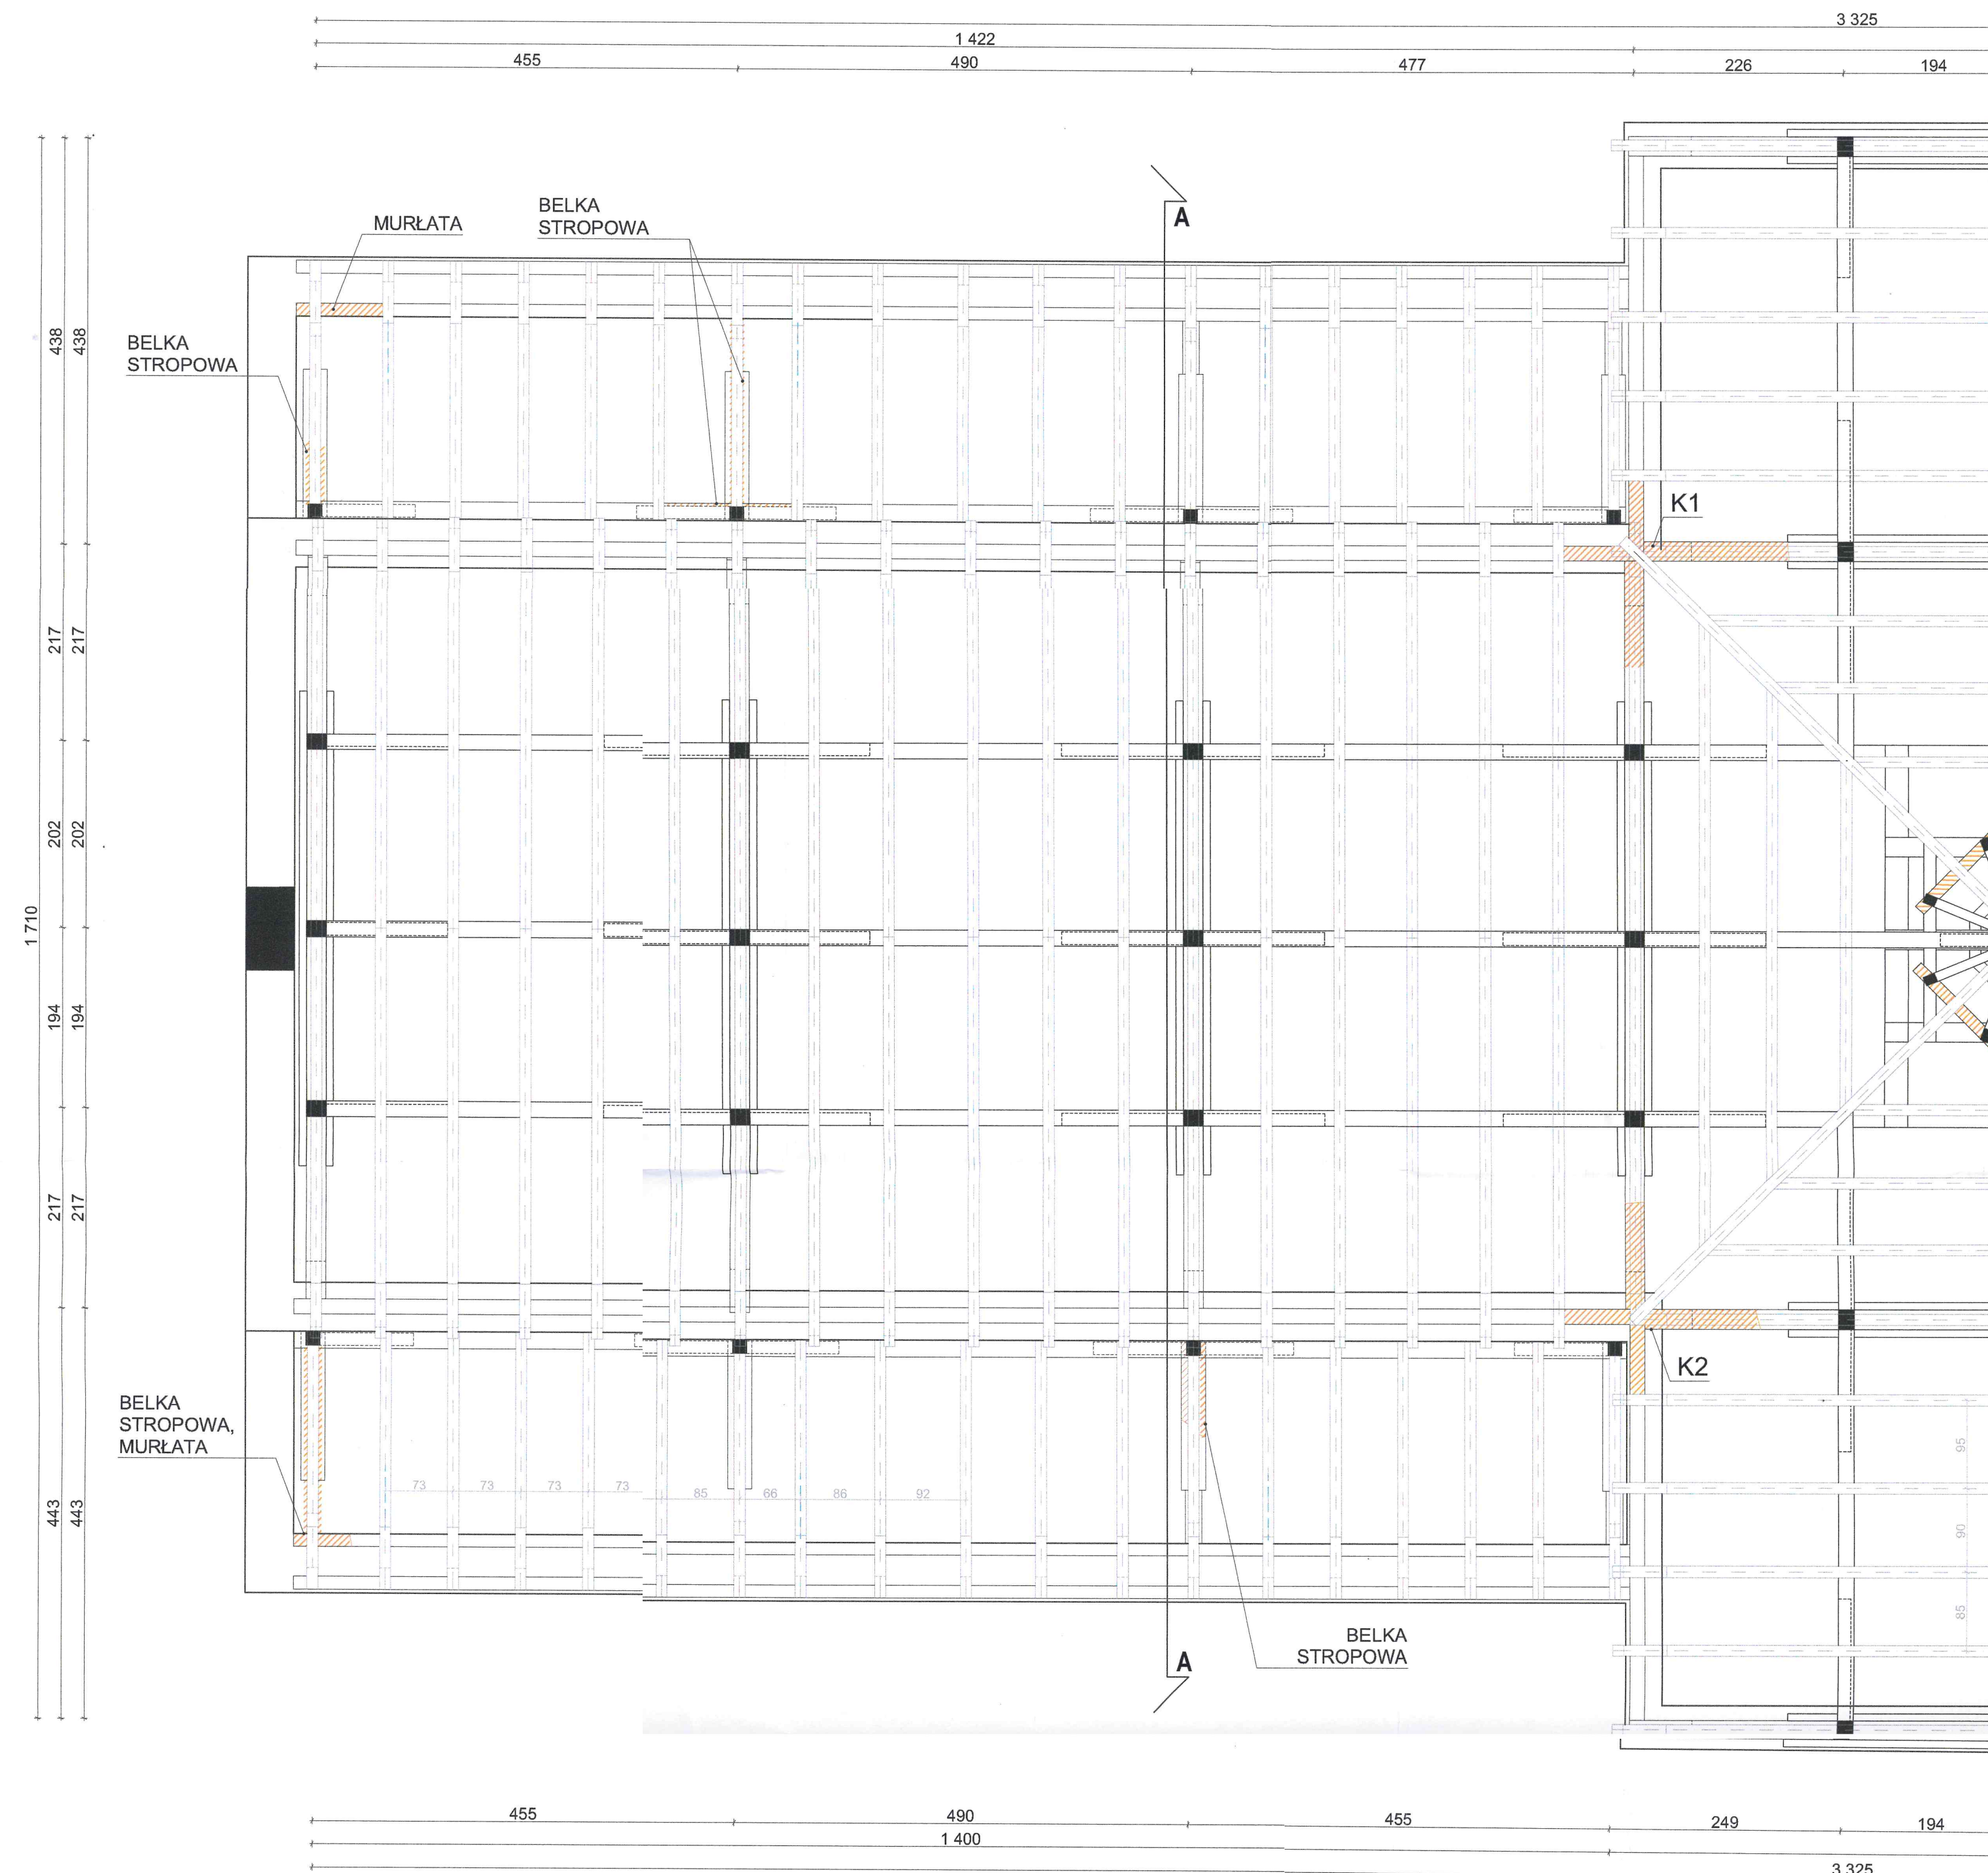 3 325
1 422
455
490
477
226
194
MURŁATA
BELKA
STROPOWA
A
BELKA
STROPOWA
438
438
K1
217
217
202
202
1 710
194
194
217
217
K2
BELKA
STROPOWA,
MURŁATA
73
73
73
73
85
66
86
92
95
90
85
443
443
BELKA
STROPOWA
A
455
490
455
249
194
1 400
3 325